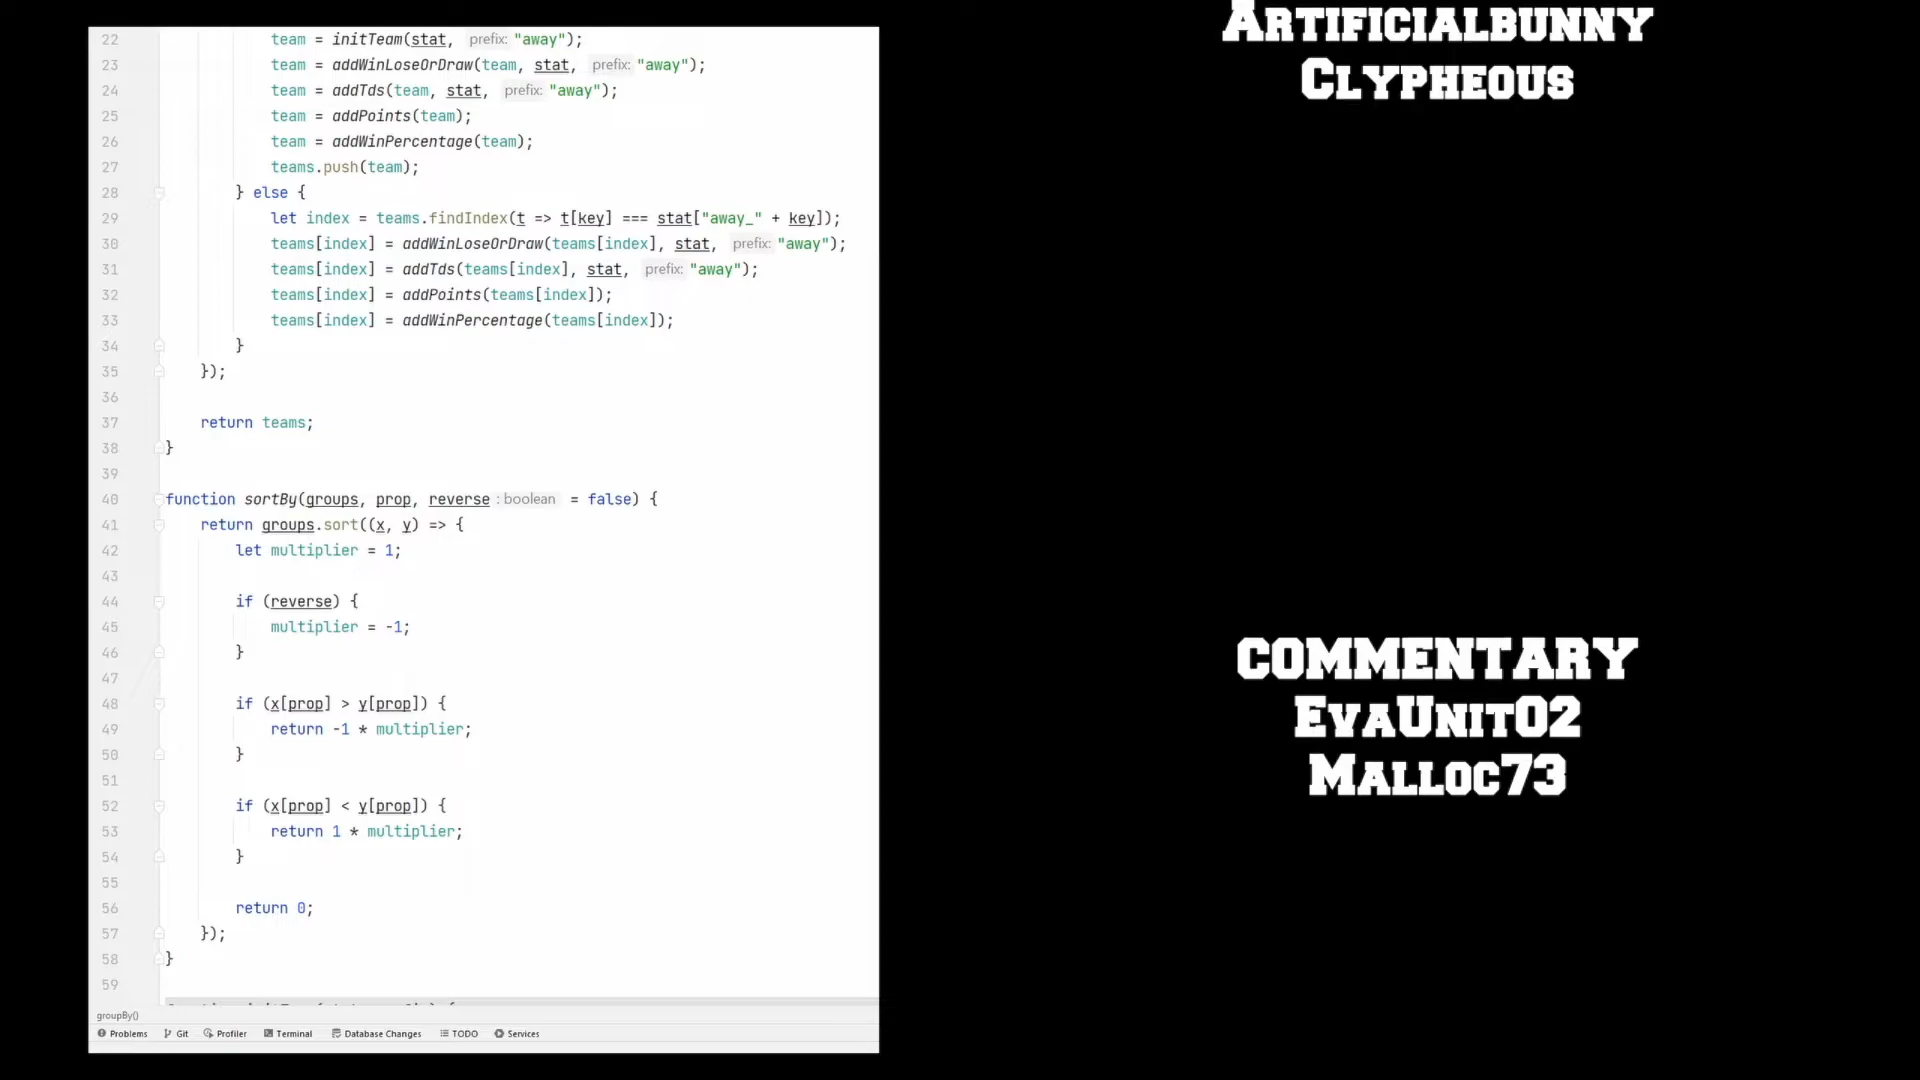 22 team = initTeam(stat, prefix: "away");
23 team = addWinLoseOrDraw(team, stat, prefix: "away");
24 team = addTds(team, stat, prefix: "away");
25 team = addPoints(team);
26 team = addWinPercentage(team);
27 teams.push(team);
28 } else {
29 let index = teams.findIndex(t => t[key] === stat["away_" + key]);
30 teams[index] = addWinLoseOrDraw(teams[index], stat, prefix: "away");
31 teams[index] = addTds(teams[index], stat, prefix: "away");
32 teams[index] = addPoints(teams[index]);
33 teams[index] = addWinPercentage(teams[index]);
34 }
35 });
36
37 return teams;
38 }
39
40 function sortBy(groups, prop, reverse : boolean = false) {
41 return groups.sort((x, y) => {
42 let multiplier = 1;
43
44 if (reverse) {
45 multiplier = -1;
46 }
47
48 if (x[prop] > y[prop]) {
49 return -1 * multiplier;
50 }
51
52 if (x[prop] < y[prop]) {
53 return 1 * multiplier;
54 }
55
56 return 0;
57 });
58 }
59
groupBy()
Problems Git Profiler Terminal Database Changes TODO Services
Artificialbunny
Clypheous
COMMENTARY
EvaUnit02
Malloc73